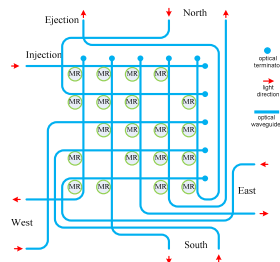 Ejection
North
Injection
MR MR MR MR
MR MR MR MR
MR MR MR MR
MR MR MR MR
MR MR MR
optical
terminator
light
direction
optical
waveguide
East
West
South